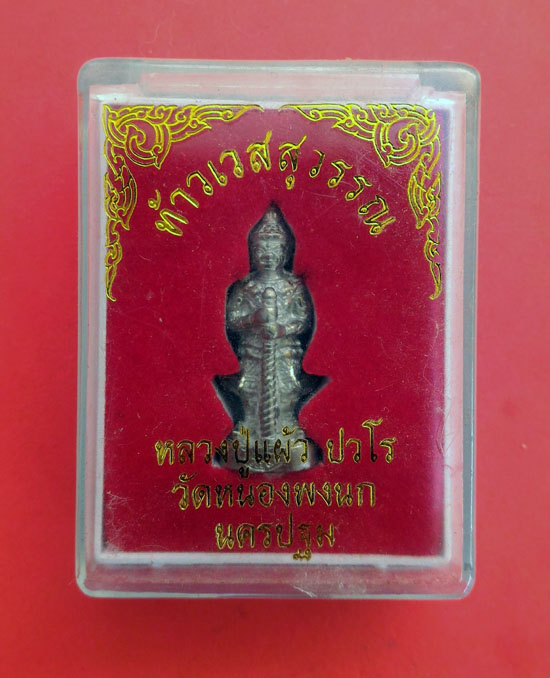 ท้าวเวสสุวรรณ
หลวงปู่แผ้ว ปวโร
วัดหนองพงนก
นครปฐม